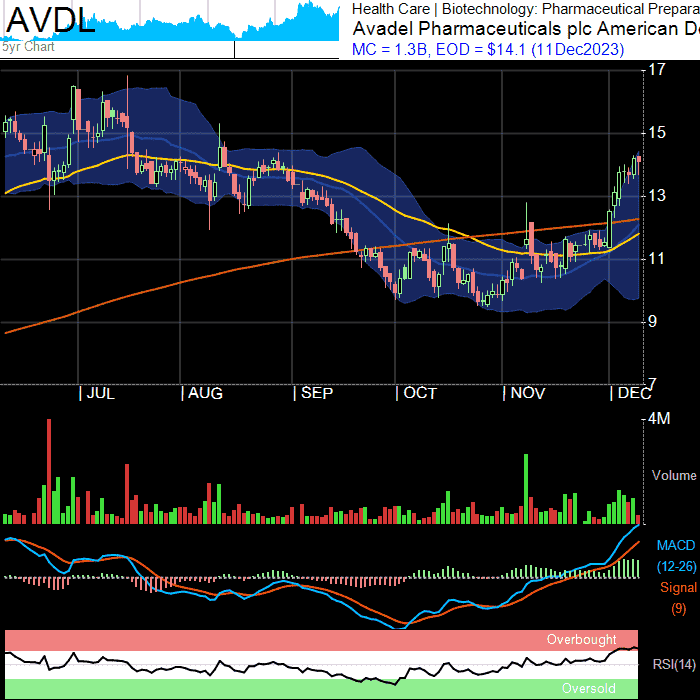 AVDL
5yr Chart
Health Care | Biotechnology: Pharmaceutical Prepara
Avadel Pharmaceuticals plc American De
MC = 1.3B, EOD = $14.1 (11Dec2023)
17
15
13
11
9
7
| JUL | AUG | SEP | OCT | NOV | DEC
4M
Volume
MACD
(12-26)
Signal
(9)
Overbought
RSI(14)
Oversold